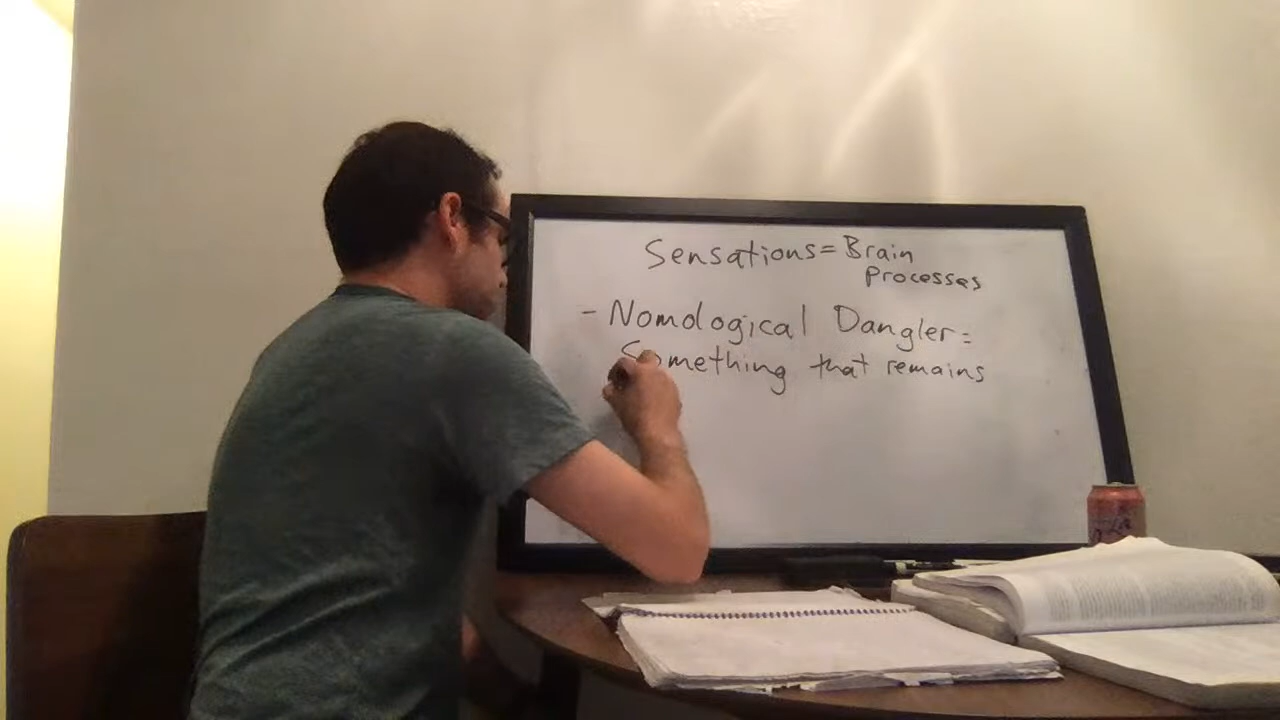 Sensations = Brain
Processes
- Nomological Dangler =
Something that remains